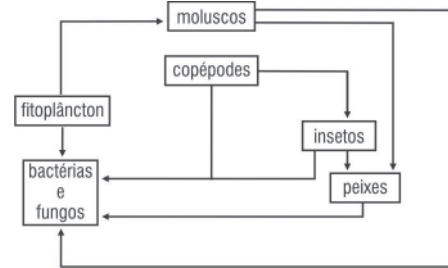 moluscos
copépodes
fitoplâncton
insetos
bactérias
e
fungos
peixes